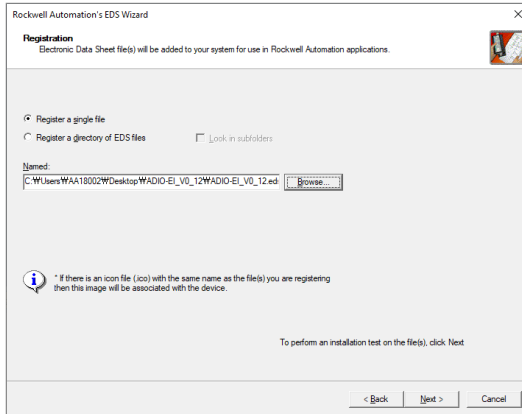 Rockwell Automation's EDS Wizard
Registration
Electronic Data Sheet file(s) will be added to your system for use in Rockwell Automation applications.
Register a single file
Register a directory of EDS files
Look in subfolders
Named:
C:₩Users₩AA18002₩Desktop₩ADIO-EI_V0_12₩ADIO-EI_V0_12.eds
Browse...
* If there is an icon file (.ico) with the same name as the file(s) you are registering
then this image will be associated with the device.
To perform an installation test on the file(s), click Next
< Back
Next >
Cancel